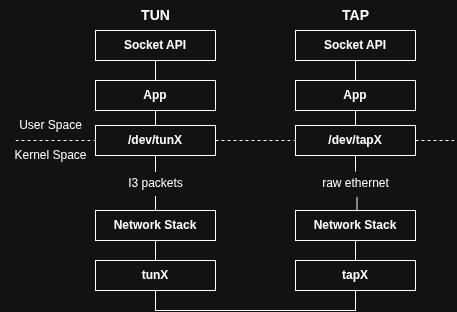 TUN
TAP
Socket API
Socket API
App
App
User Space
/dev/tunX
/dev/tapX
Kernel Space
I3 packets
raw ethernet
Network Stack
Network Stack
tunX
tapX